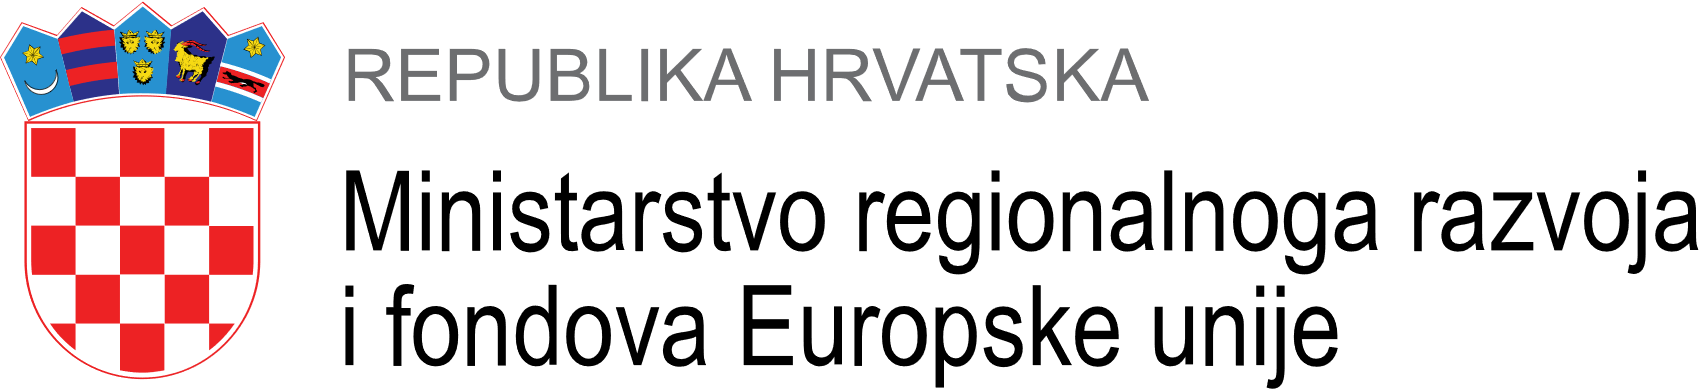 REPUBLIKA HRVATSKA
Ministarstvo regionalnoga razvoja
i fondova Europske unije